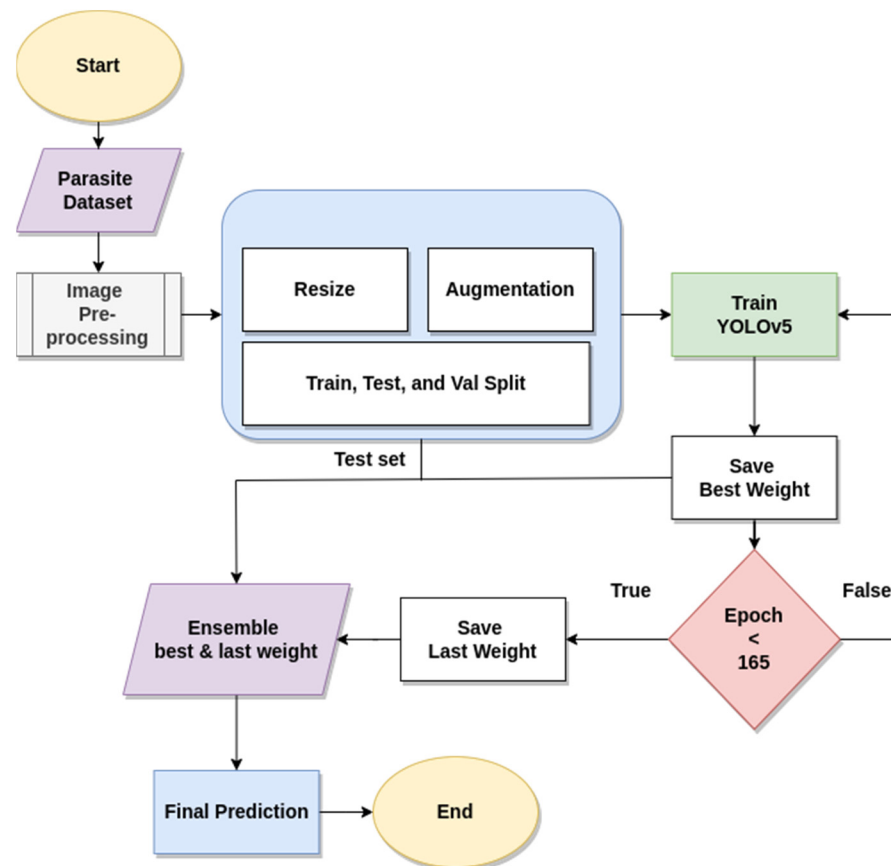 Start
Parasite
Dataset
Image
Pre-
processing
Resize
Augmentation
Train, Test, and Val Split
Train
YOLOv5
Test set
Save
Best Weight
True
Epoch
<
165
False
Save
Last Weight
Ensemble
best & last weight
Final Prediction
End